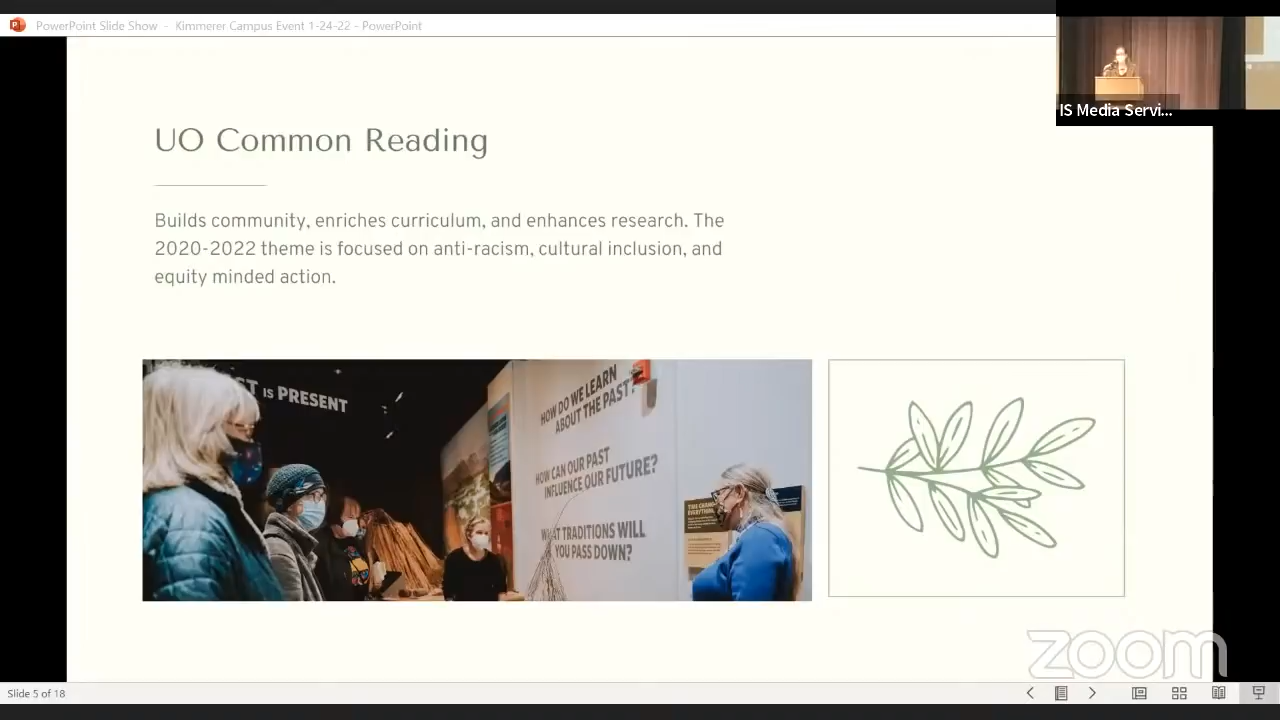 PowerPoint Slide Show - Kimmerer Campus Event 1-24-22 - PowerPoint
IS Media Servi...
UO Common Reading
Builds community, enriches curriculum, and enhances research. The
2020-2022 theme is focused on anti-racism, cultural inclusion, and
equity minded action.
IS PRESENT
HOW DO WE LEARN
ABOUT THE PAST?
HOW CAN OUR PAST
INFLUENCE OUR FUTURE?
WHAT TRADITIONS WILL
YOU PASS DOWN?
THIS CHANGES
EVERYTHING
zoom
Slide 5 of 18